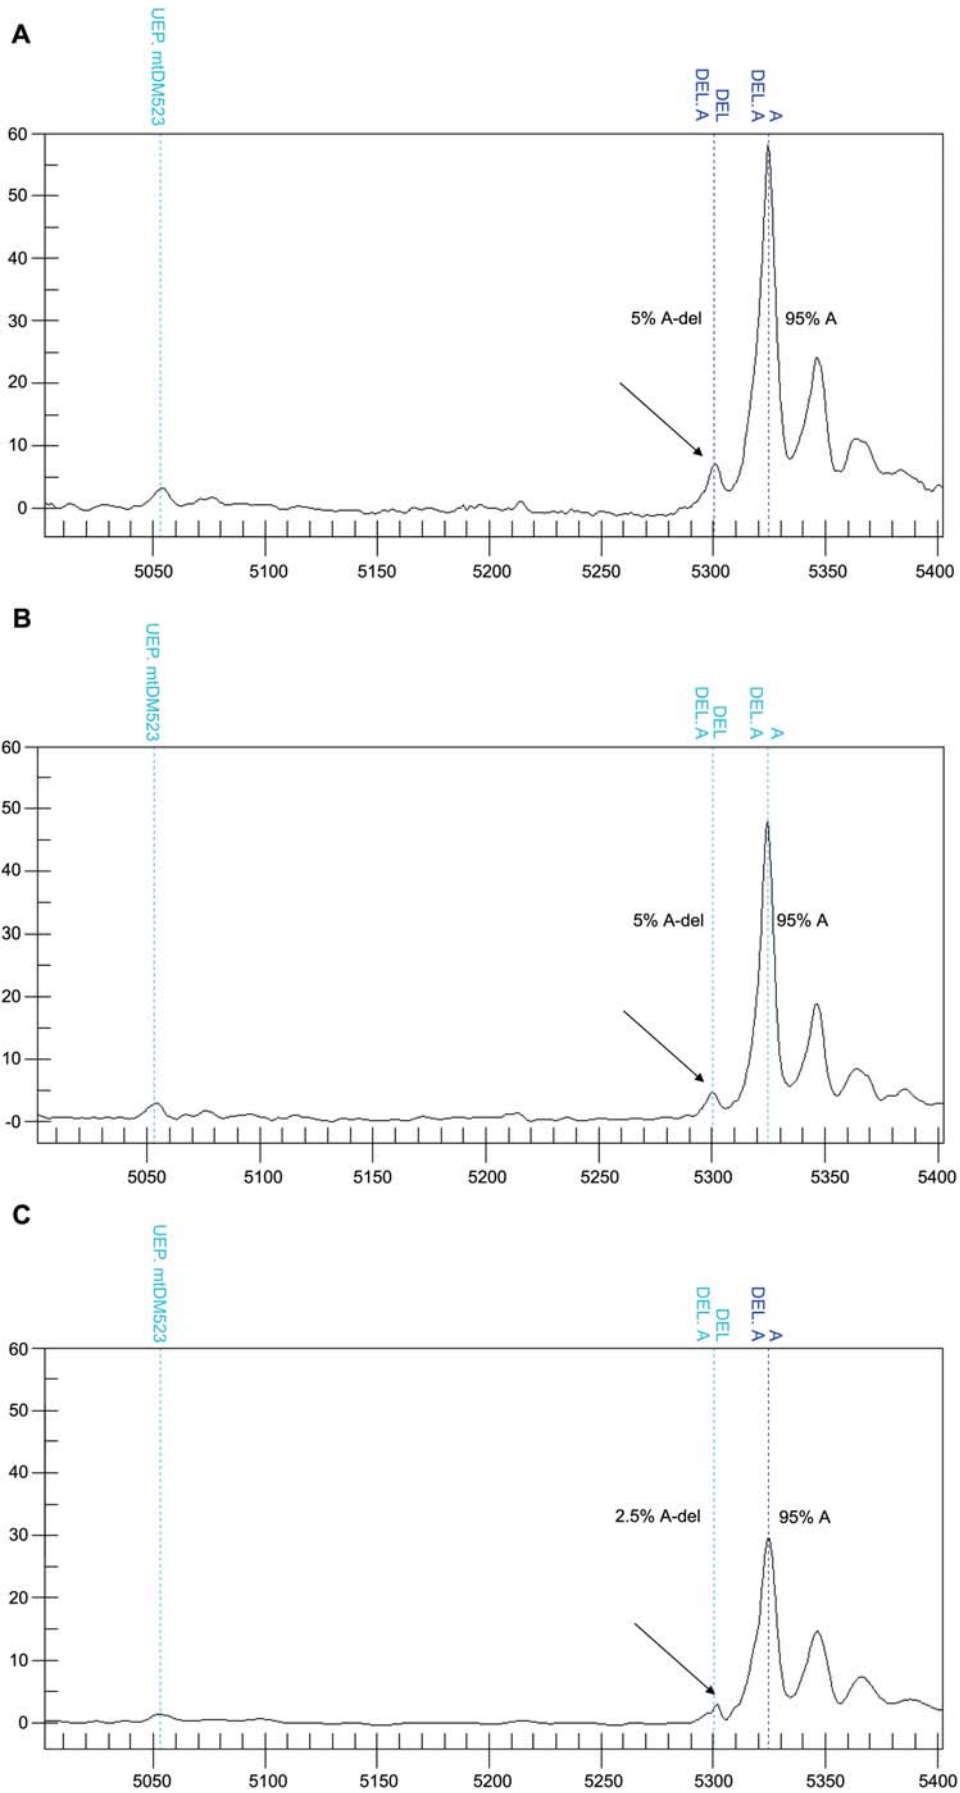 A
UEP. mtDM523
DEL. A
DEL
DEL. A
A
60
50
40
30
20
10
0
5% A-del
95% A
5050
5100
5150
5200
5250
5300
5350
5400
B
UEP. mtDM523
DEL. A
DEL
DEL. A
A
60
50
40
30
20
10
-0
5% A-del
95% A
5050
5100
5150
5200
5250
5300
5350
5400
C
UEP. mtDM523
DEL. A
DEL
DEL. A
A
60
50
40
30
20
10
0
2.5% A-del
95% A
5050
5100
5150
5200
5250
5300
5350
5400